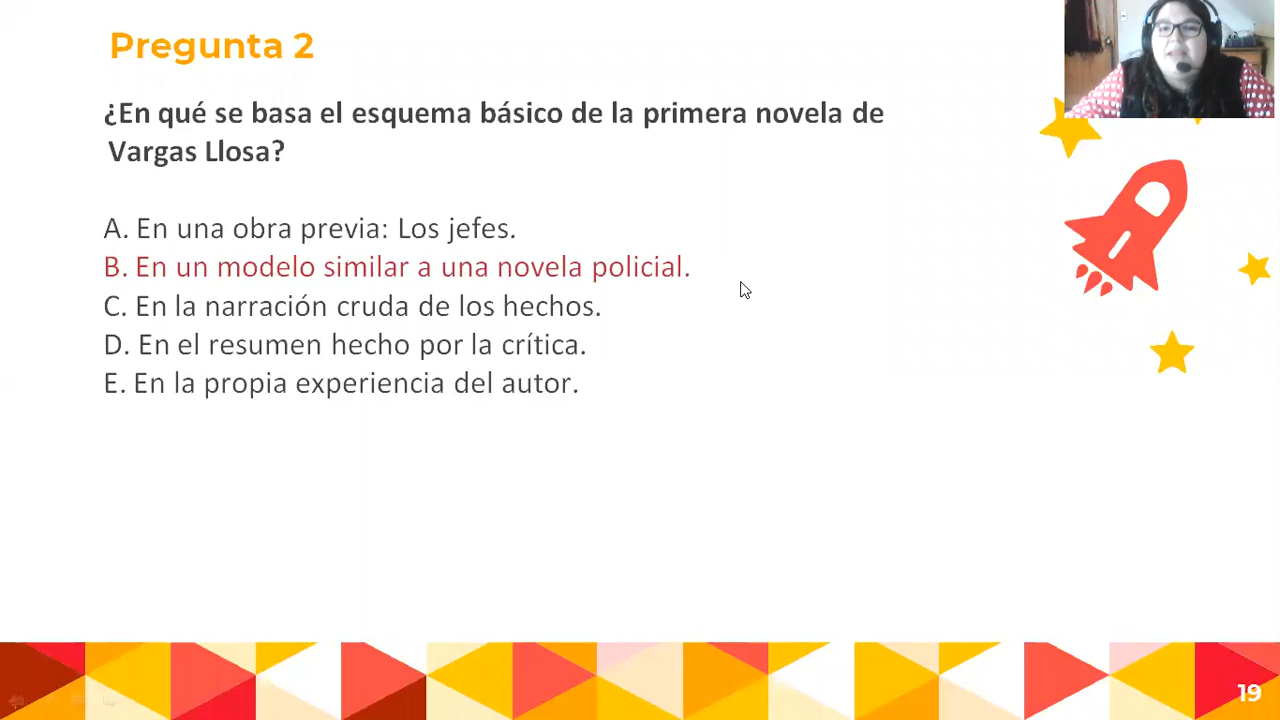 Pregunta 2
¿En qué se basa el esquema básico de la primera novela de
Vargas Llosa?
A. En una obra previa: Los jefes.
B. En un modelo similar a una novela policial.
C. En la narración cruda de los hechos.
D. En el resumen hecho por la crítica.
E. En la propia experiencia del autor.
19